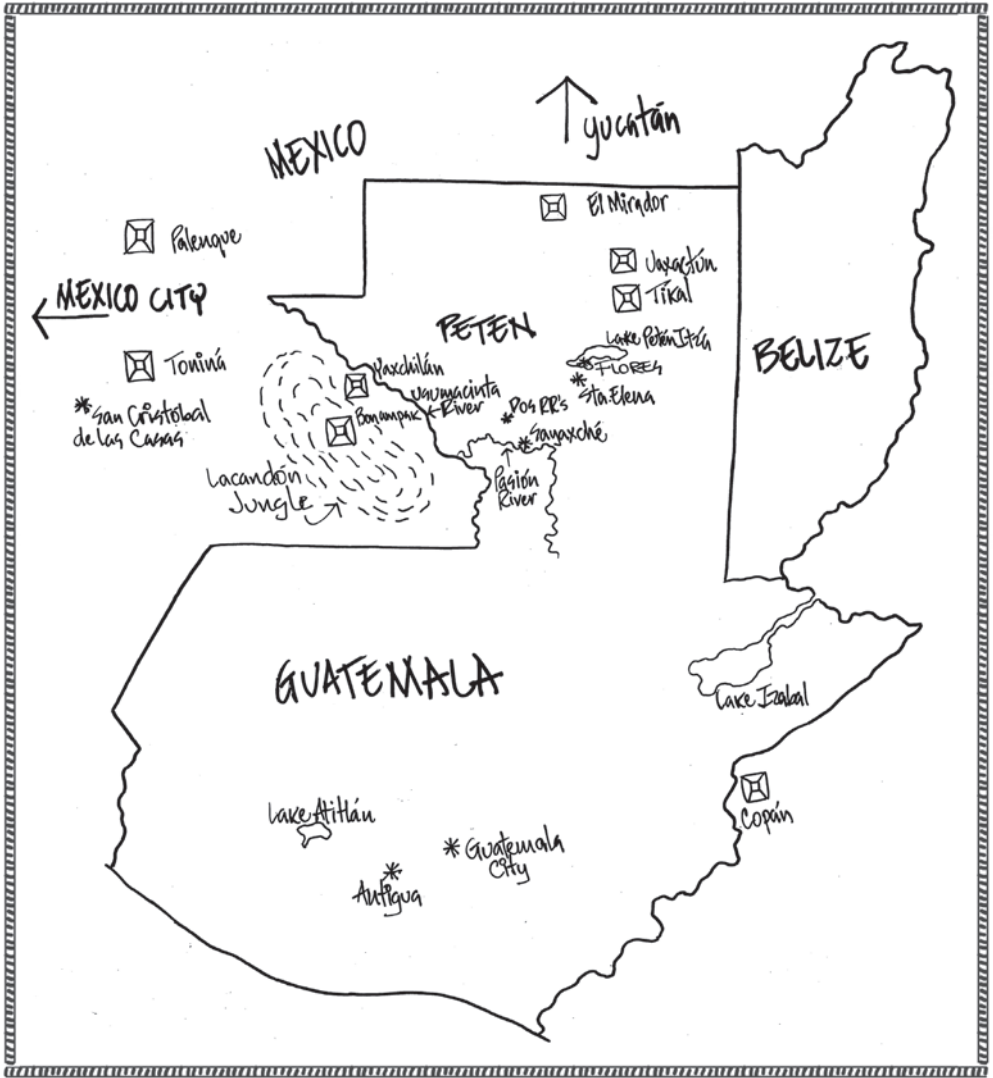 MEXICO
yucatán
El Mirador
Palenque
Uaxactún
MEXICO CITY
Tikal
PETEN
Lake Petén Itzá
BELIZE
Toniná
FLORES
Yaxchilán
Sta. Elena
usumacinta
River
Dos RR's
San Cristóbal
de las Casas
Bonampak
Sayaxché
Lacandón
Jungle
Pasión
River
GUATEMALA
Lake Izabal
Lake Atitlán
Copán
Guatemala
City
Antigua